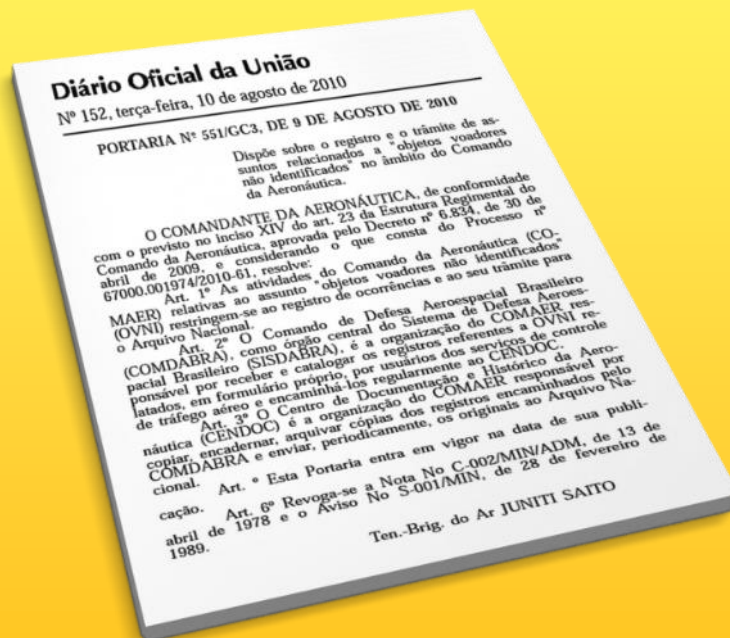 Diário Oficial da União
Nº 152, terça-feira, 10 de agosto de 2010
PORTARIA Nº 551/GC3, DE 9 DE AGOSTO DE 2010
Dispõe sobre o registro e o trâmite de as-
suntos relacionados a "objetos voadores
não identificados" no âmbito do Comando
da Aeronáutica.
O COMANDANTE DA AERONÁUTICA, de conformidade
com o previsto no inciso XIV do art. 23 da Estrutura Regimental do
Comando da Aeronáutica, aprovada pelo Decreto nº 6.834, de 30 de
abril de 2009, e considerando o que consta do Processo nº
67000.001974/2010-61, resolve:
Art. 1º As atividades do Comando da Aeronáutica (CO-
MAER) relativas ao assunto "objetos voadores não identificados"
(OVNI) restringem-se ao registro de ocorrências e ao seu trâmite para
o Arquivo Nacional.
Art. 2º O Comando de Defesa Aeroespacial Brasileiro
(COMDABRA), como órgão central do Sistema de Defesa Aeroes-
pacial Brasileiro (SISDABRA), é a organização do COMAER res-
ponsável por receber e catalogar os registros referentes a OVNI re-
latados, em formulário próprio, por usuários dos serviços de controle
de tráfego aéreo e encaminhá-los regularmente ao CENDOC.
Art. 3º O Centro de Documentação e Histórico da Aero-
náutica (CENDOC) é a organização do COMAER responsável por
copiar, encadernar, arquivar cópias dos registros encaminhados pelo
COMDABRA e enviar, periodicamente, os originais ao Arquivo Na-
cional.
Art. º Esta Portaria entra em vigor na data de sua publi-
cação.
Art. 6º Revoga-se a Nota No C-002/MIN/ADM, de 13 de
abril de 1978 e o Aviso No S-001/MIN, de 28 de fevereiro de
1989.
Ten.-Brig. do Ar JUNITI SAITO